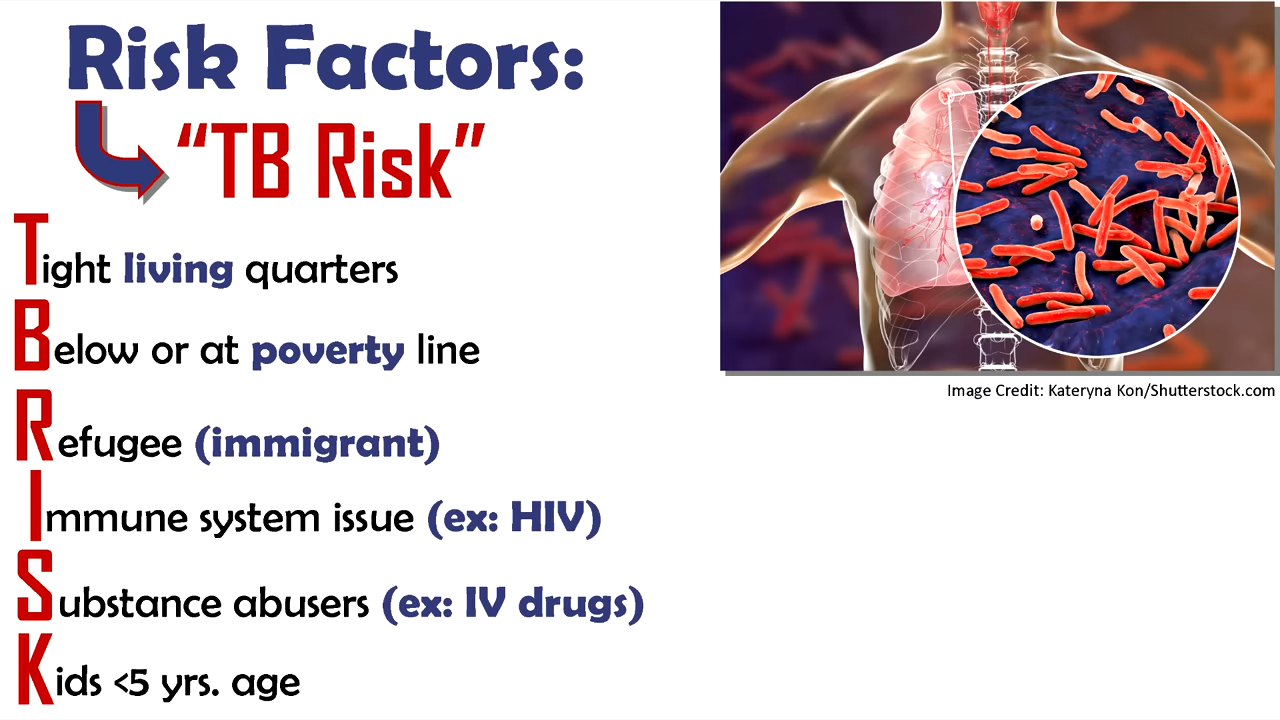 Risk Factors:
“TB Risk”
Tight living quarters
Below or at poverty line
Refugee (immigrant)
Immune system issue (ex: HIV)
Substance abusers (ex: IV drugs)
Kids <5 yrs. age
Image Credit: Kateryna Kon/Shutterstock.com